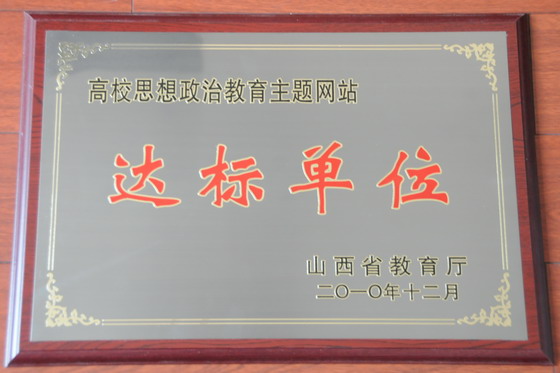 高校思想政治教育主题网站
达标单位
山西省教育厅
二〇一〇年十二月